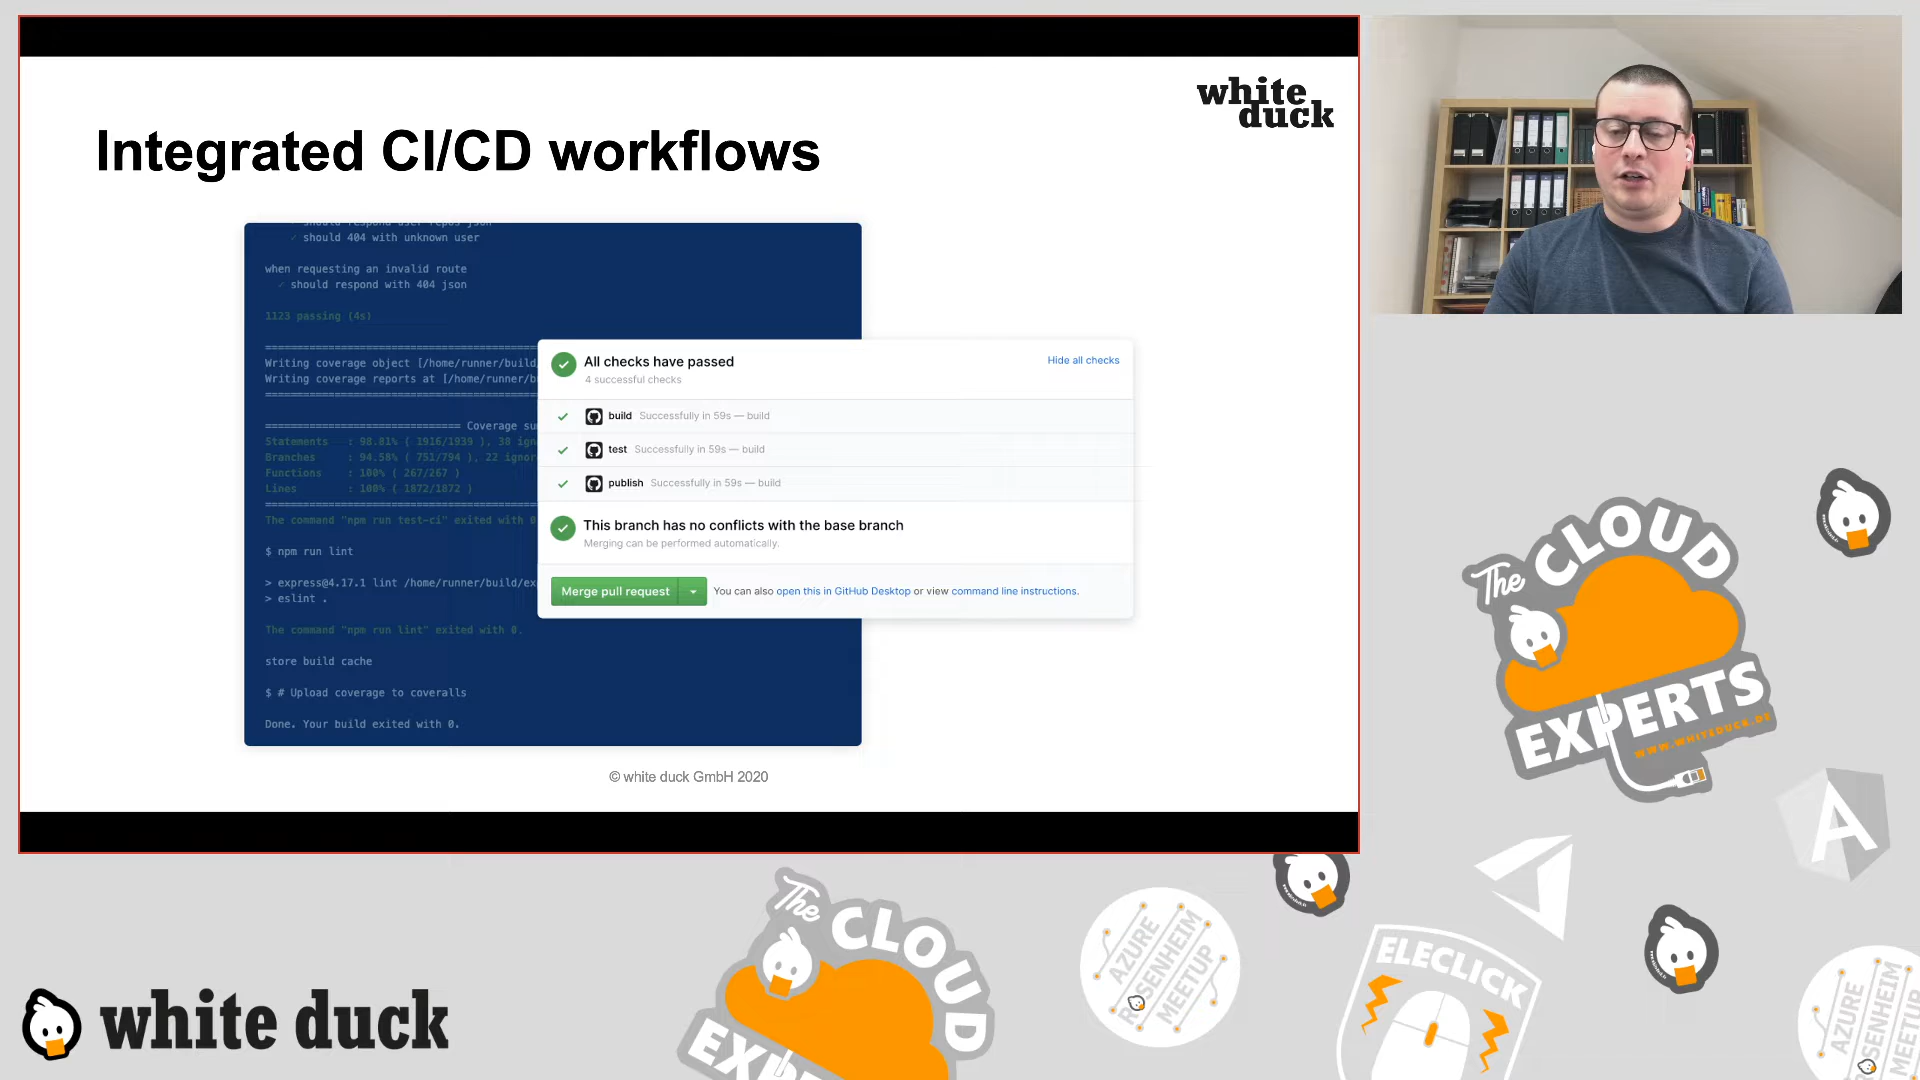 white
duck
Integrated CI/CD workflows
should respond user repos json
✓ should 404 with unknown user
when requesting an invalid route
✓ should respond with 404 json
1123 passing (4s)
Writing coverage object [/home/runner/build
Writing coverage reports at [/home/runner/b
============================= Coverage su
Statements : 98.81% ( 1916/1939 ), 38 ign
Branches : 94.58% ( 751/794 ), 22 ignor
Functions : 100% ( 267/267 )
Lines : 100% ( 1872/1872 )
The command "npm run test-ci" exited with 0
$ npm run lint
> express@4.17.1 lint /home/runner/build/ex
> eslint .
The command "npm run lint" exited with 0.
store build cache
$ # Upload coverage to coveralls
Done. Your build exited with 0.
All checks have passed
Hide all checks
4 successful checks
build Successfully in 59s — build
test Successfully in 59s — build
publish Successfully in 59s — build
This branch has no conflicts with the base branch
Merging can be performed automatically.
Merge pull request
You can also open this in GitHub Desktop or view command line instructions.
© white duck GmbH 2020
The CLOUD
EXPERTS
WWW.WHITEDUCK.DE
A
white duck
The CLOUD
AZURE
ROSENHEIM
MEETUP
ELECLICK
AZURE